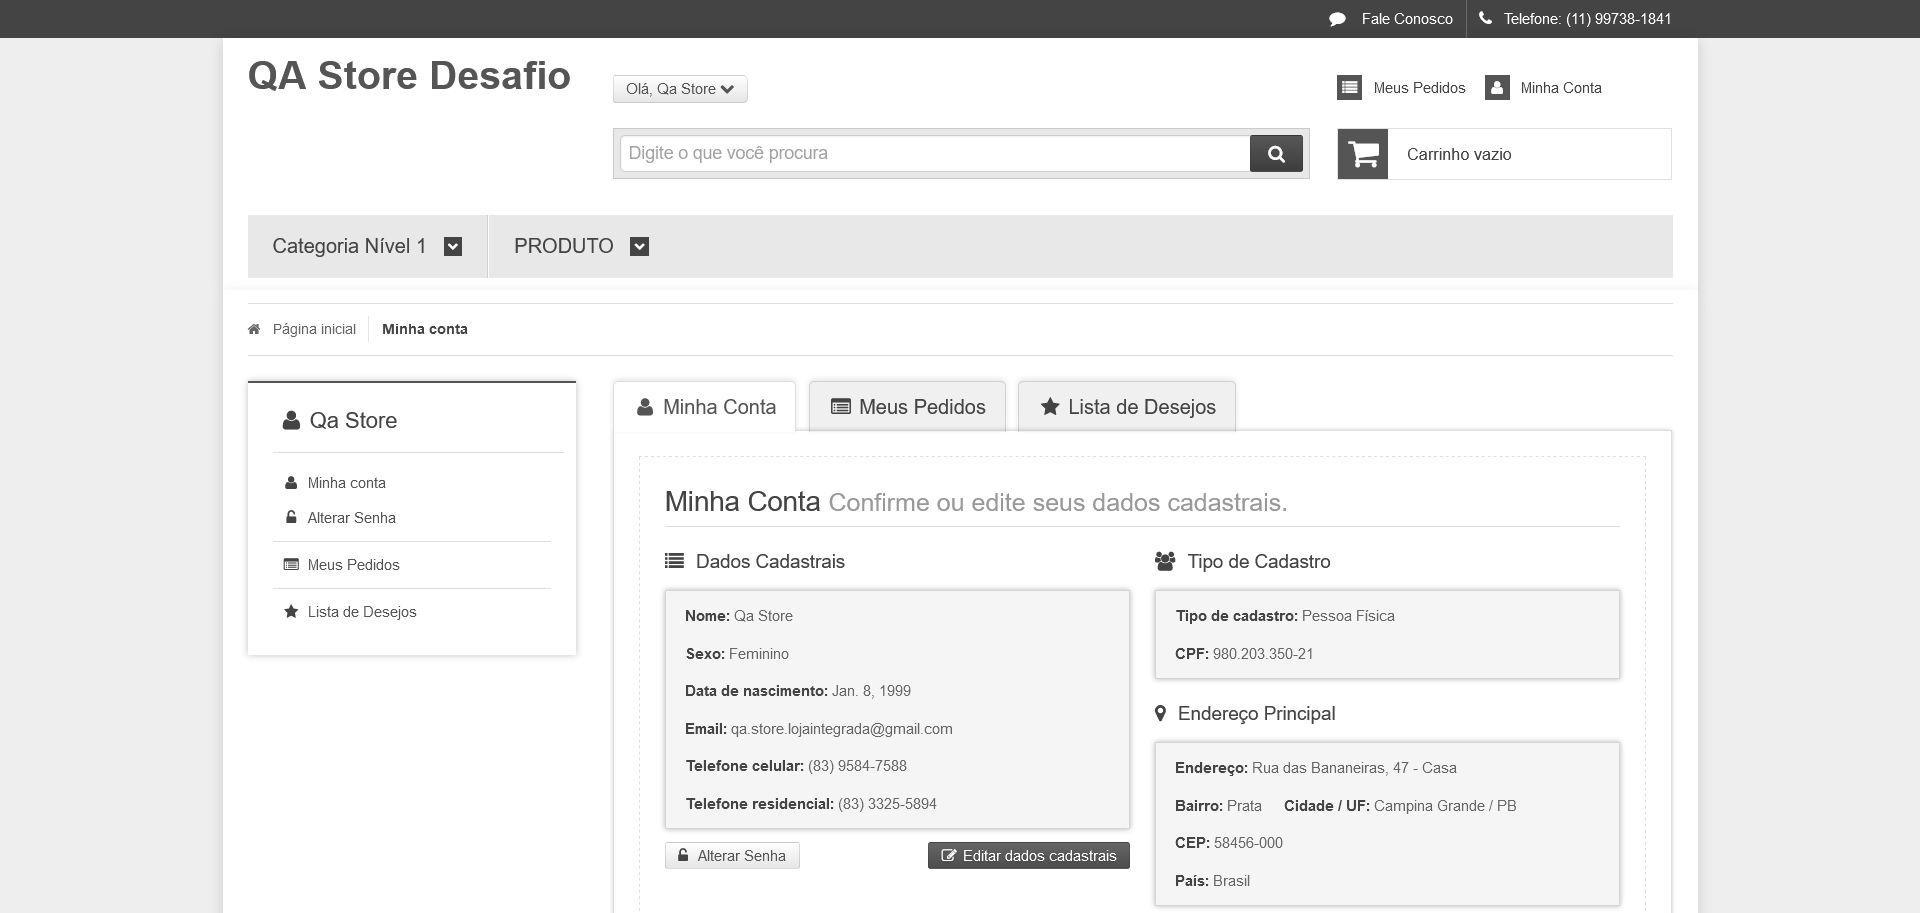 Fale Conosco
Telefone: (11) 99738-1841
QA Store Desafio
Olá, Qa Store
Meus Pedidos
Minha Conta
Digite o que você procura
Carrinho vazio
Categoria Nível 1
PRODUTO
Página inicial
Minha conta
Qa Store
Minha conta
Alterar Senha
Meus Pedidos
Lista de Desejos
Minha Conta
Meus Pedidos
Lista de Desejos
Minha Conta Confirme ou edite seus dados cadastrais.
Dados Cadastrais
Nome: Qa Store
Sexo: Feminino
Data de nascimento: Jan. 8, 1999
Email: qa.store.lojaintegrada@gmail.com
Telefone celular: (83) 9584-7588
Telefone residencial: (83) 3325-5894
Alterar Senha
Editar dados cadastrais
Tipo de Cadastro
Tipo de cadastro: Pessoa Física
CPF: 980.203.350-21
Endereço Principal
Endereço: Rua das Bananeiras, 47 - Casa
Bairro: Prata Cidade / UF: Campina Grande / PB
CEP: 58456-000
País: Brasil